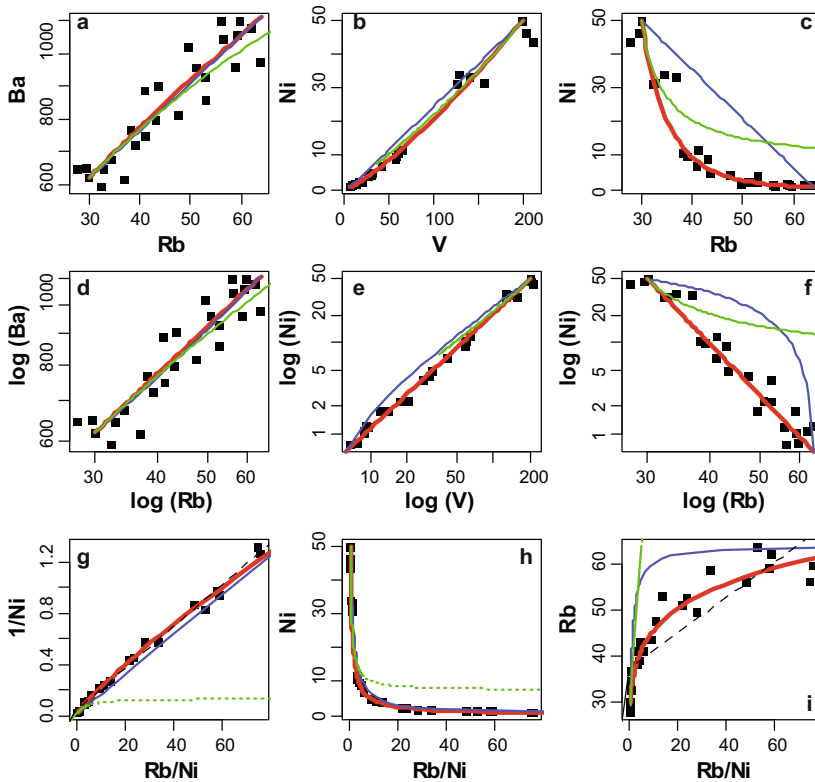 a
Ba
600 800 1000
30 40 50 60
Rb
b
Ni
0 10 30 50
0 50 100 200
V
c
Ni
0 10 30 50
30 40 50 60
Rb
d
log (Ba)
600 800 1000
30 40 50 60
log (Rb)
e
log (Ni)
1 2 5 20 50
10 20 50 200
log (V)
f
log (Ni)
1 2 5 20 50
30 40 50 60
log (Rb)
g
1/Ni
0.0 0.4 0.8 1.2
0 20 40 60
Rb/Ni
h
Ni
0 10 30 50
0 20 40 60
Rb/Ni
i
Rb
30 40 50 60
0 20 40 60
Rb/Ni